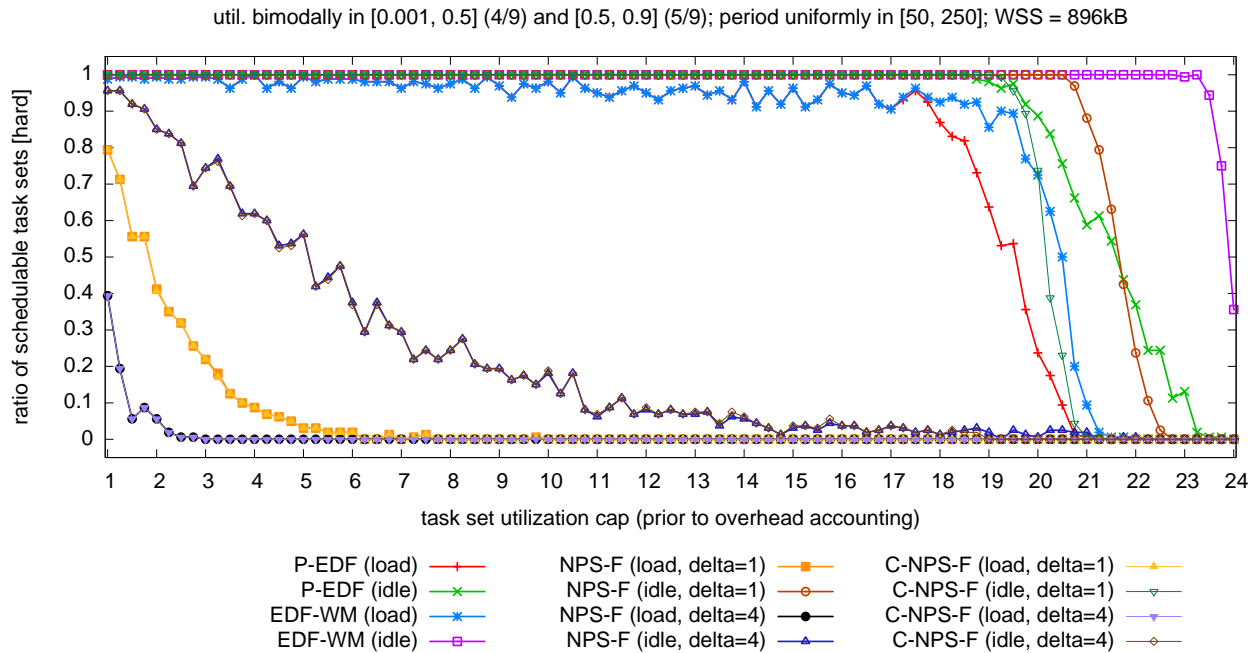 util. bimodally in [0.001, 0.5] (4/9) and [0.5, 0.9] (5/9); period uniformly in [50, 250]; WSS = 896kB
ratio of schedulable task sets [hard]
1
0.9
0.8
0.7
0.6
0.5
0.4
0.3
0.2
0.1
0
1 2 3 4 5 6 7 8 9 10 11 12 13 14 15 16 17 18 19 20 21 22 23 24
task set utilization cap (prior to overhead accounting)
P-EDF (load)
P-EDF (idle)
EDF-WM (load)
EDF-WM (idle)
NPS-F (load, delta=1)
NPS-F (idle, delta=1)
NPS-F (load, delta=4)
NPS-F (idle, delta=4)
C-NPS-F (load, delta=1)
C-NPS-F (idle, delta=1)
C-NPS-F (load, delta=4)
C-NPS-F (idle, delta=4)